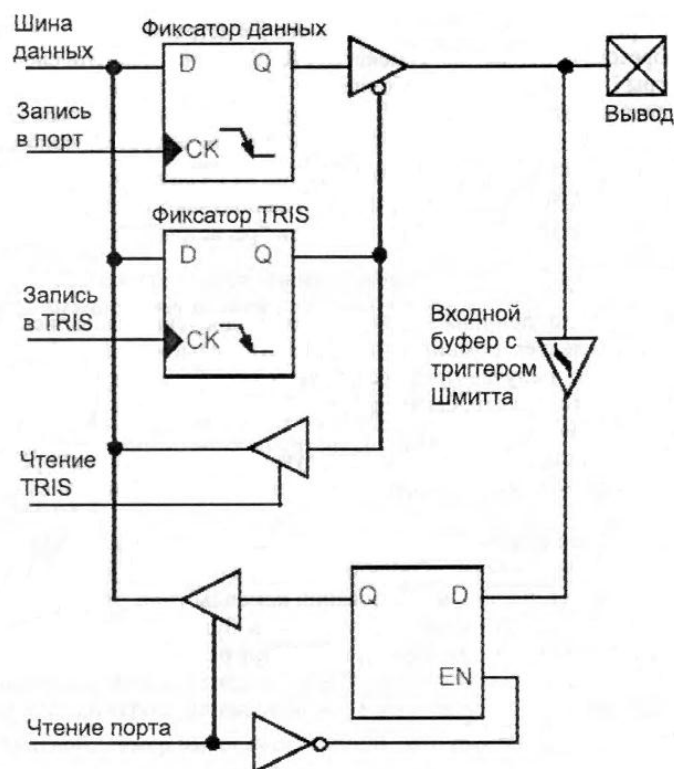 Шина
данных
Фиксатор данных
D
Q
Вывод
Запись
в порт
CK
Фиксатор TRIS
D
Q
Запись
в TRIS
CK
Входной
буфер с
триггером
Шмитта
Чтение
TRIS
Q
D
EN
Чтение порта